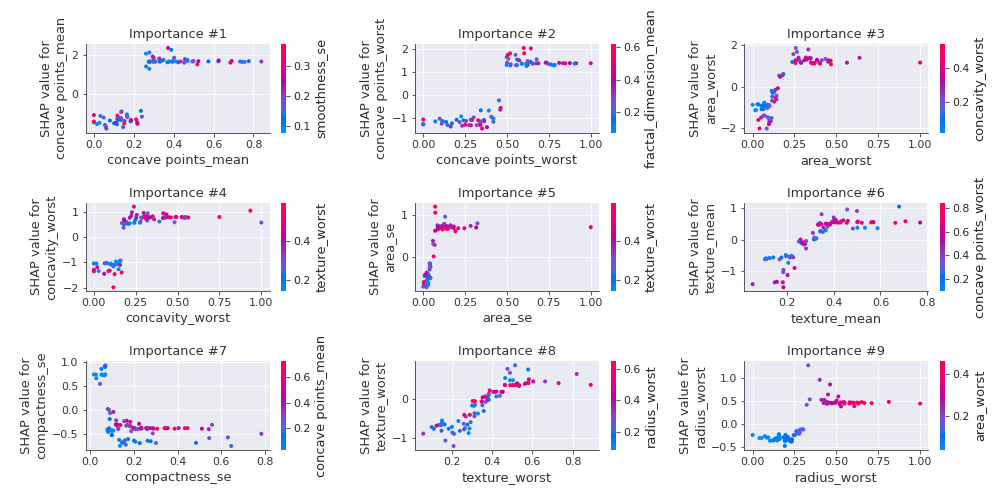 Importance #1
SHAP value for
concave points_mean
2
0
0.0 0.2 0.4 0.6 0.8
concave points_mean
0.3
0.2
0.1
smoothness_se
Importance #2
SHAP value for
concave points_worst
2
1
0
−1
0.00 0.25 0.50 0.75 1.00
concave points_worst
0.6
0.4
0.2
fractal_dimension_mean
Importance #3
SHAP value for
area_worst
2
0
−2
0.00 0.25 0.50 0.75 1.00
area_worst
0.4
0.2
concavity_worst
Importance #4
SHAP value for
concavity_worst
1
0
−1
−2
0.00 0.25 0.50 0.75 1.00
concavity_worst
0.4
0.2
texture_worst
Importance #5
SHAP value for
area_se
1
0
0.00 0.25 0.50 0.75 1.00
area_se
0.4
0.2
texture_worst
Importance #6
SHAP value for
texture_mean
1
0
−1
0.2 0.4 0.6 0.8
texture_mean
0.8
0.6
0.4
0.2
concave points_mean
Importance #7
SHAP value for
compactness_se
1.0
0.5
0.0
−0.5
0.0 0.2 0.4 0.6 0.8
compactness_se
0.6
0.4
0.2
concave points_mean
Importance #8
SHAP value for
texture_worst
0
−1
0.2 0.4 0.6 0.8
texture_worst
0.6
0.4
0.2
radius_worst
Importance #9
SHAP value for
radius_worst
1.0
0.5
0.0
−0.5
0.00 0.25 0.50 0.75 1.00
radius_worst
0.4
0.2
area_worst